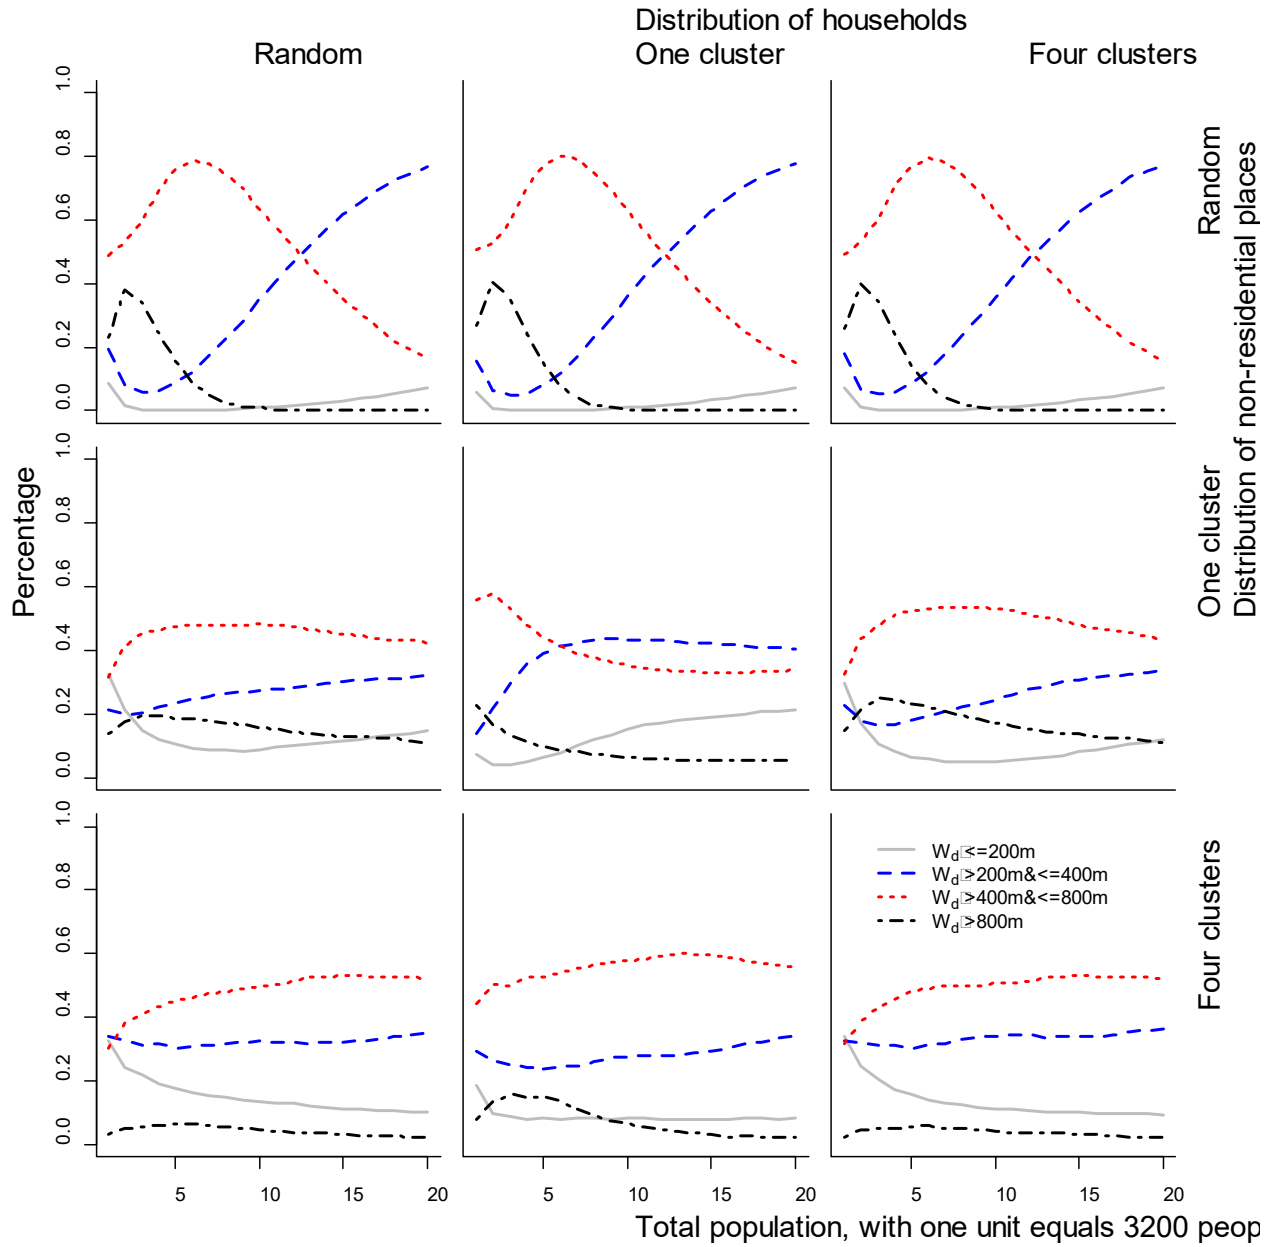 Distribution of households
Random One cluster Four clusters
1.0
0.8
0.6
0.4
0.2
0.0
Random
1.0
0.8
0.6
0.4
0.2
0.0
One cluster
Distribution of non-residential places
Percentage
1.0
0.8
0.6
0.4
0.2
0.0
Four clusters
Wd <=200m
Wd >200m&<=400m
Wd >400m&<=800m
Wd >800m
5 10 15 20 5 10 15 20 5 10 15 20
Total population, with one unit equals 3200 peop